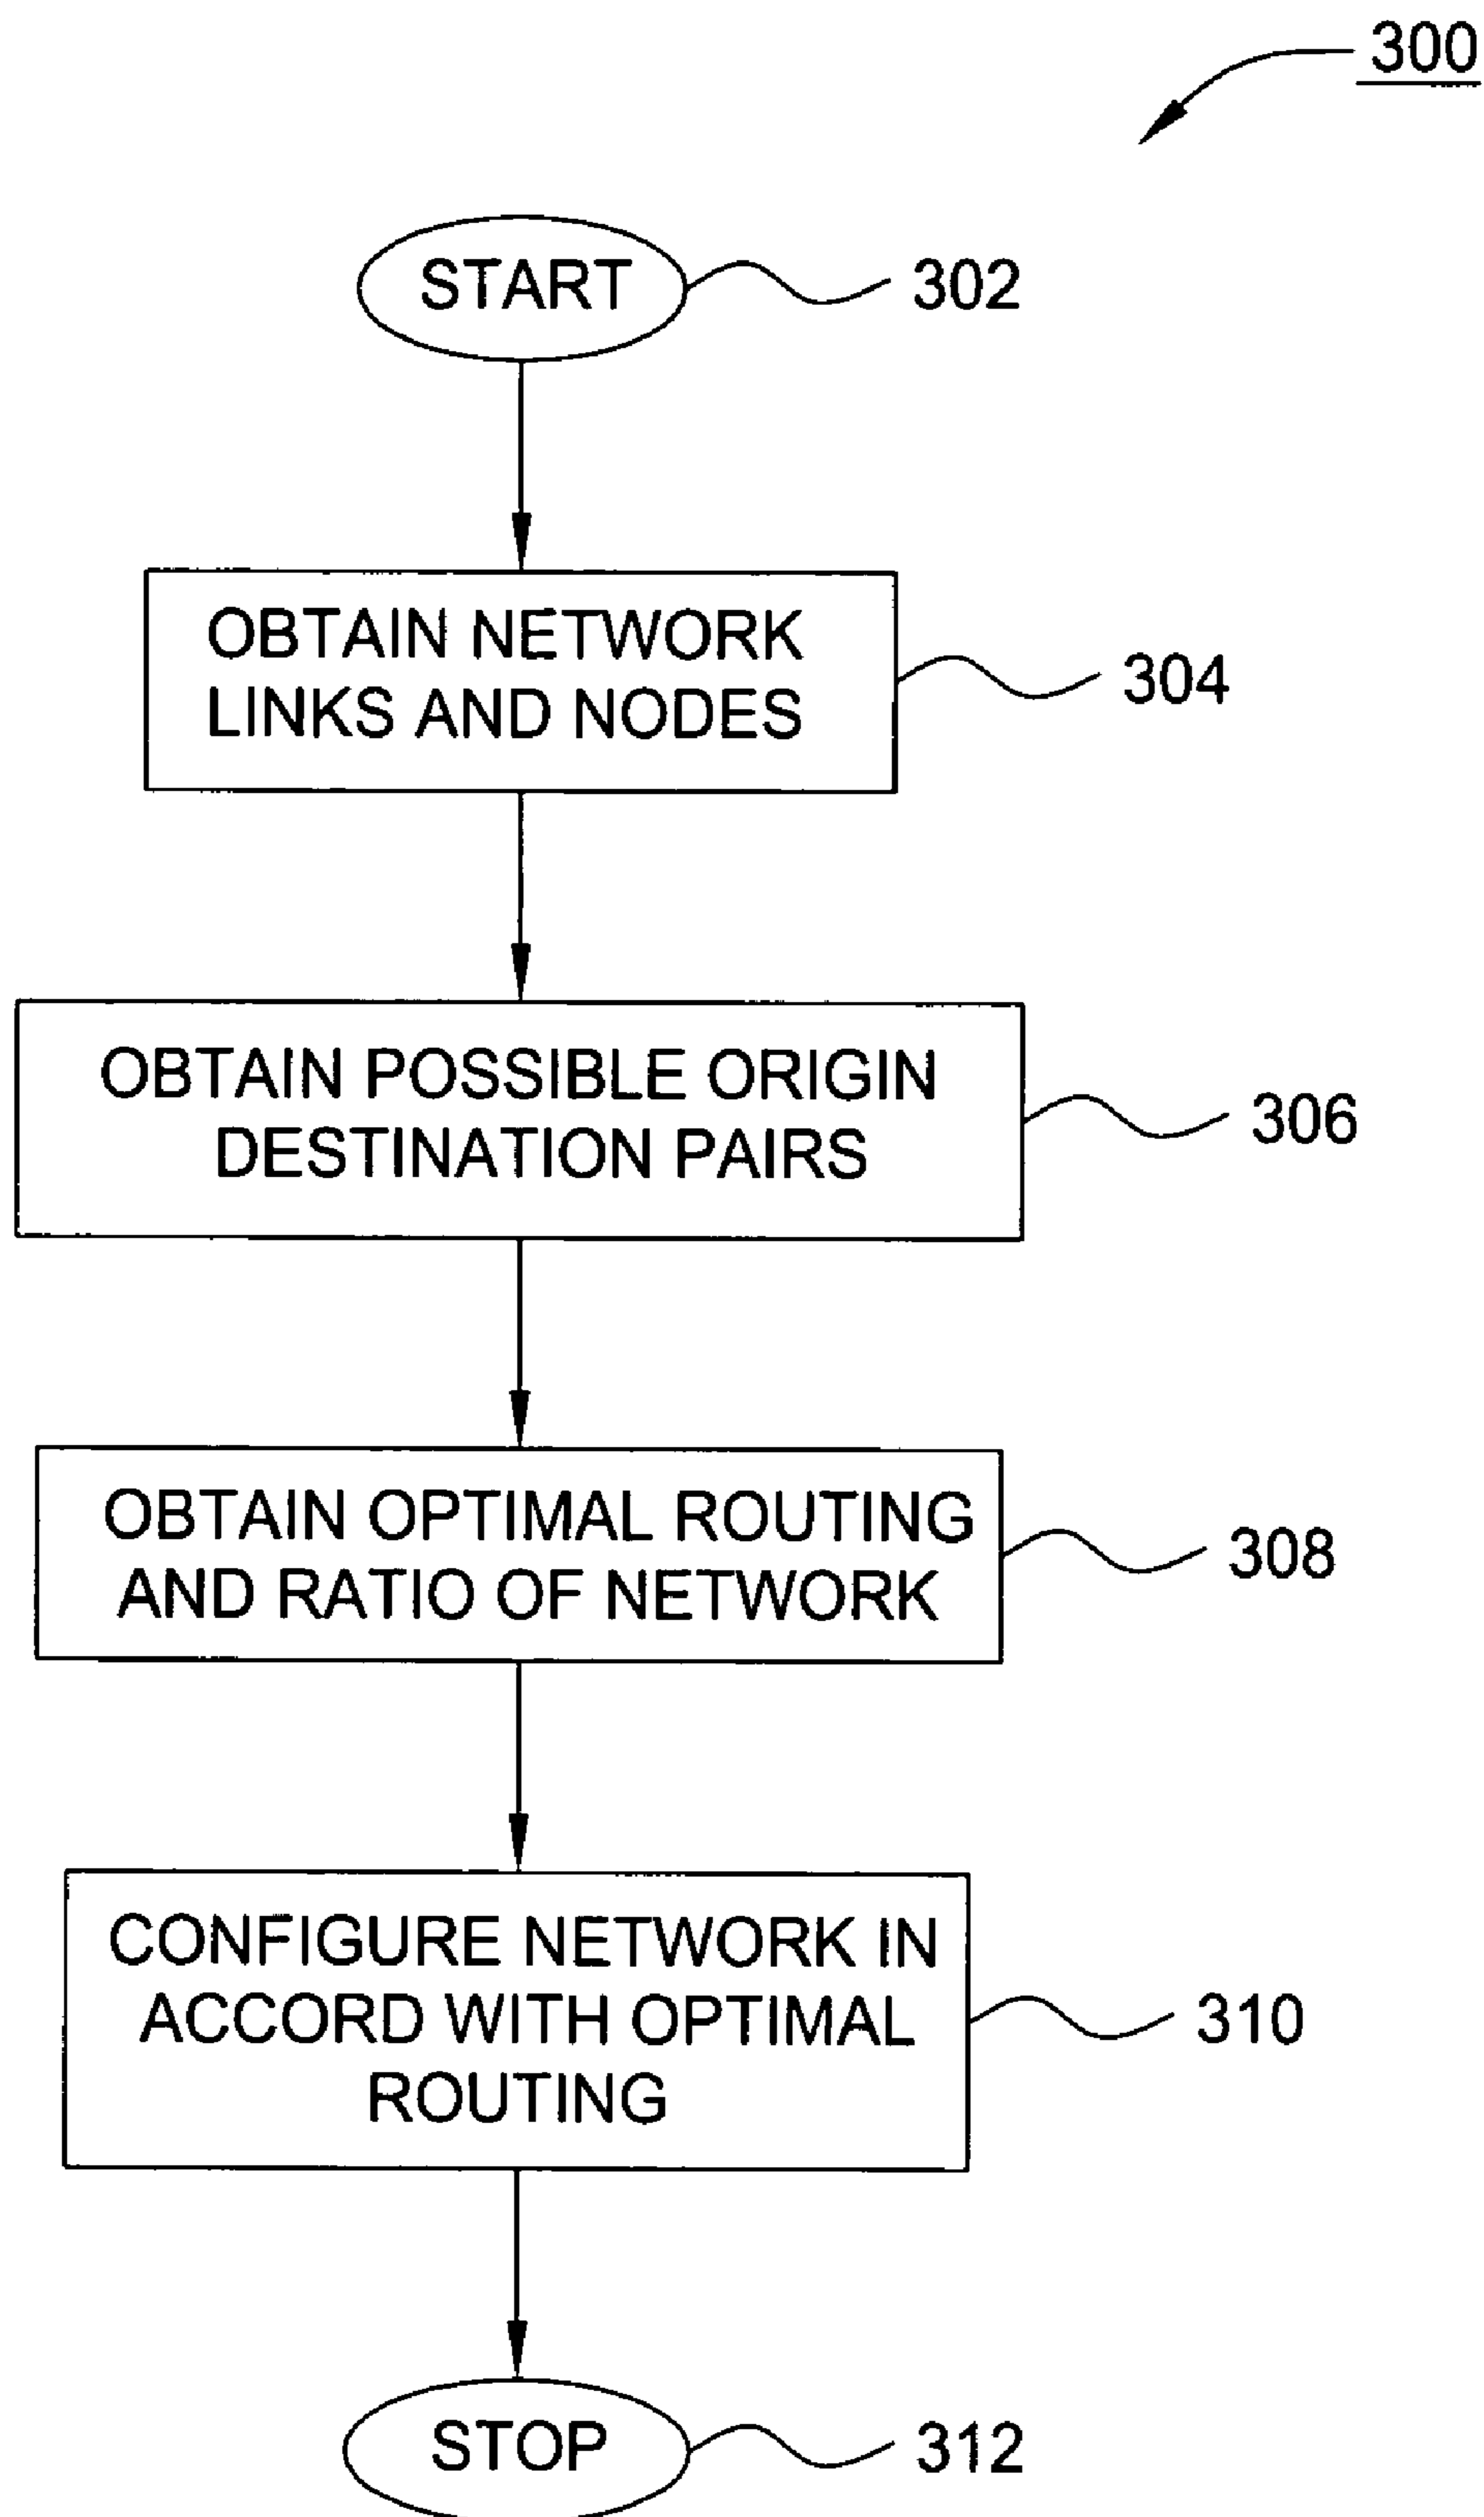 300
START
302
OBTAIN NETWORK
LINKS AND NODES
304
OBTAIN POSSIBLE ORIGIN
DESTINATION PAIRS
306
OBTAIN OPTIMAL ROUTING
AND RATIO OF NETWORK
308
CONFIGURE NETWORK IN
ACCORD WITH OPTIMAL
ROUTING
310
STOP
312